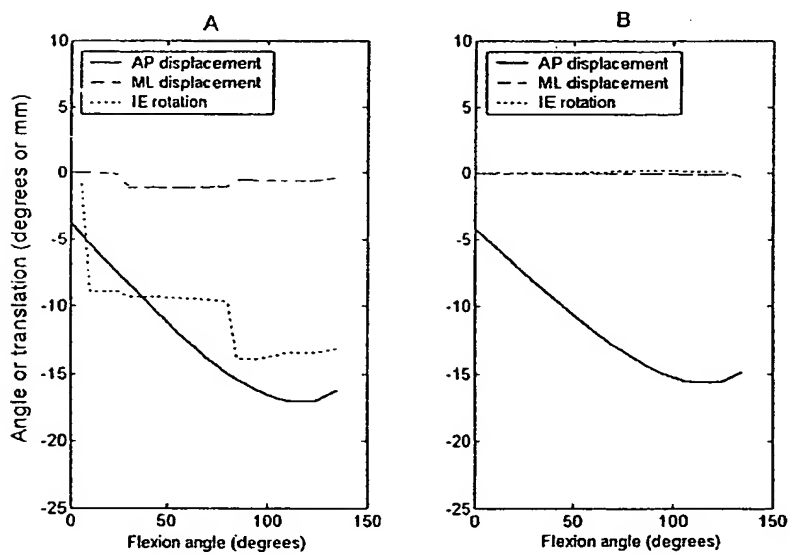 A
B
Angle or translation (degrees or mm)
10
5
0
-5
-10
-15
-20
-25
AP displacement
ML displacement
IE rotation
0
50
100
150
Flexion angle (degrees)
10
5
0
-5
-10
-15
-20
-25
AP displacement
ML displacement
IE rotation
0
50
100
150
Flexion angle (degrees)